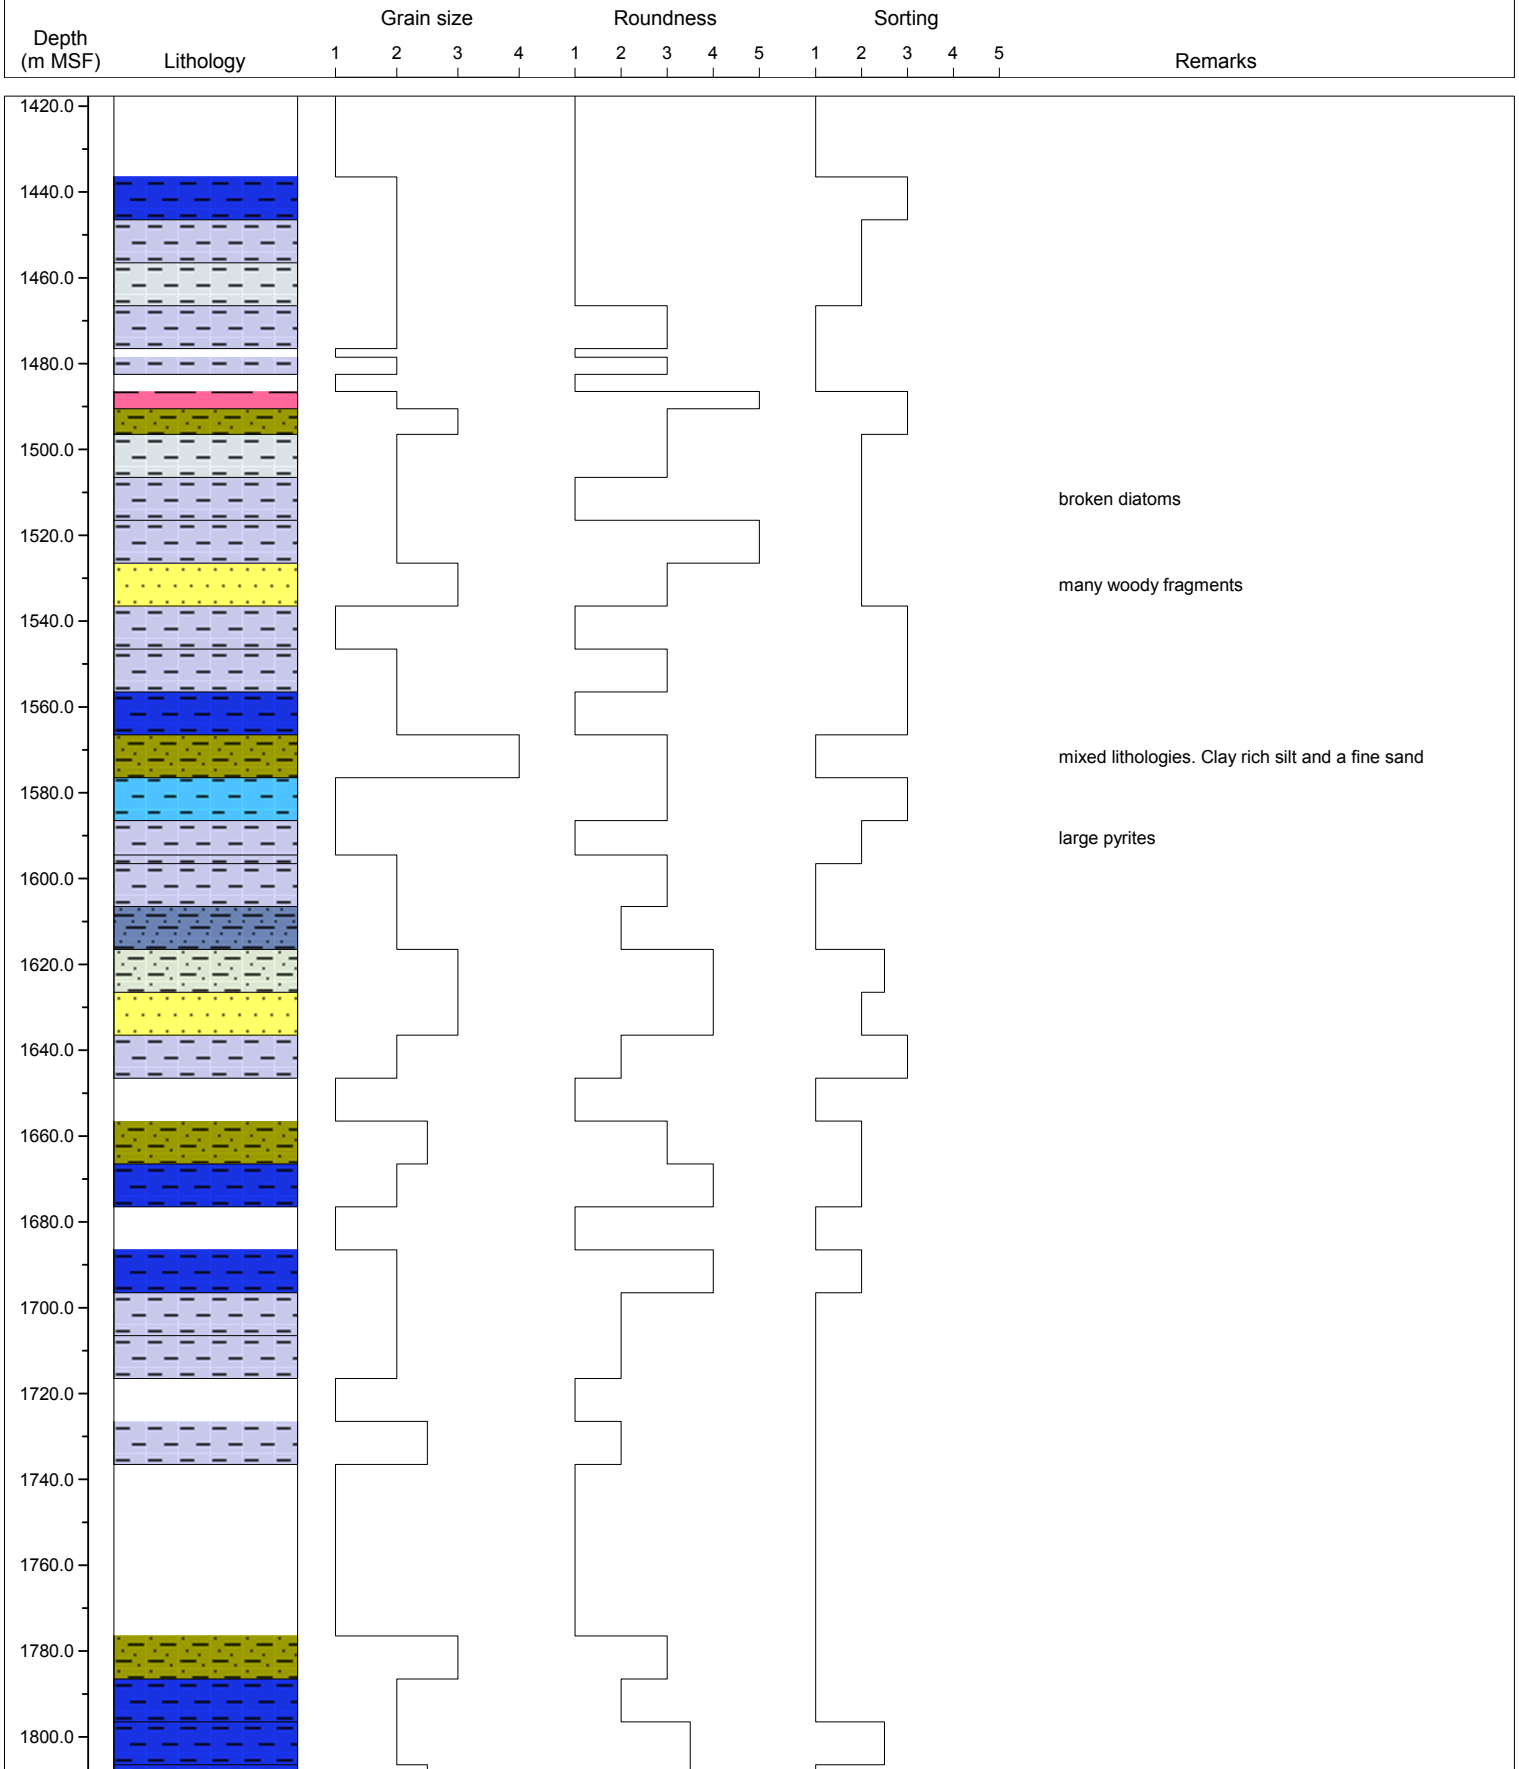 Grain size Roundness Sorting
Depth
(m MSF) Lithology 1 2 3 4 1 2 3 4 5 1 2 3 4 5 Remarks
1420.0
1440.0
1460.0
1480.0
1500.0
broken diatoms
1520.0
many woody fragments
1540.0
1560.0
mixed lithologies. Clay rich silt and a fine sand
1580.0
large pyrites
1600.0
1620.0
1640.0
1660.0
1680.0
1700.0
1720.0
1740.0
1760.0
1780.0
1800.0